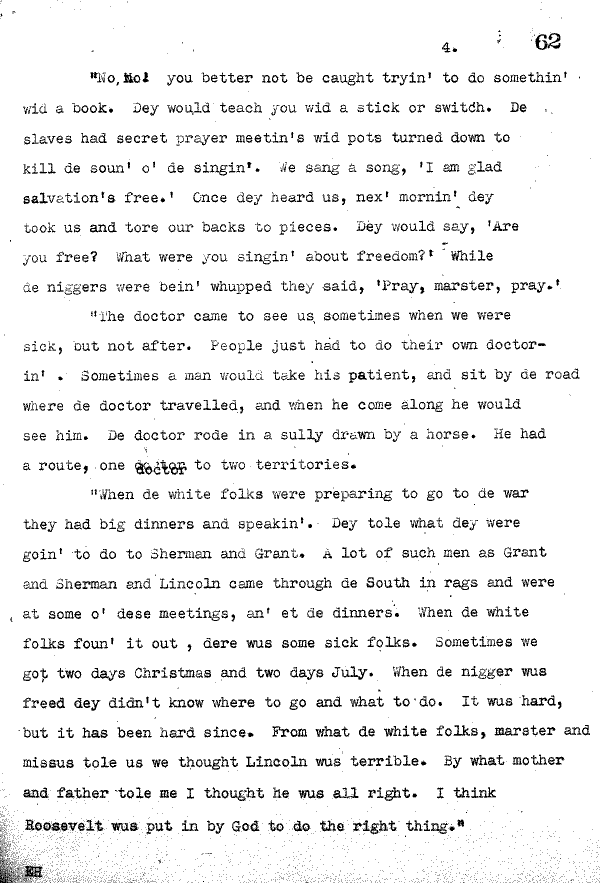 4. 62
"No, No! you better not be caught tryin' to do somethin'
wid a book. Dey would teach you wid a stick or switch. De
slaves had secret prayer meetin's wid pots turned down to
kill de soun' o' de singin'. We sang a song, 'I am glad
salvation's free.' Once dey heard us, nex' mornin' dey
took us and tore our backs to pieces. Dey would say, 'Are
you free? What were you singin' about freedom?' While
de niggers were bein' whupped they said, 'Pray, marster, pray.'
"The doctor came to see us sometimes when we were
sick, but not after. People just had to do their own doctor-
in' . Sometimes a man would take his patient, and sit by de road
where de doctor travelled, and when he come along he would
see him. De doctor rode in a sully drawn by a horse. He had
a route, one doctor to two territories.
"When de white folks were preparing to go to de war
they had big dinners and speakin'. Dey tole what dey were
goin' to do to Sherman and Grant. A lot of such men as Grant
and Sherman and Lincoln came through de South in rags and were
at some o' dese meetings, an' et de dinners. When de white
folks foun' it out , dere wus some sick folks. Sometimes we
got two days Christmas and two days July. When de nigger wus
freed dey didn't know where to go and what to do. It wus hard,
but it has been hard since. From what de white folks, marster and
missus tole us we thought Lincoln wus terrible. By what mother
and father tole me I thought he wus all right. I think
Roosevelt wus put in by God to do the right thing."
EH